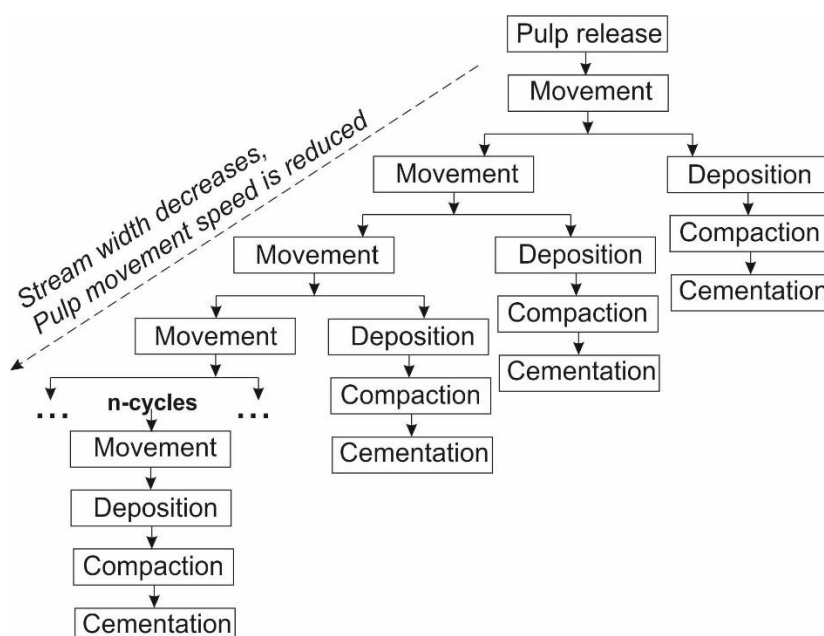 Pulp release
Movement
Stream width decreases,
Pulp movement speed is reduced
Movement
Deposition
Compaction
Cementation
Movement
Deposition
Compaction
Cementation
Movement
Deposition
Compaction
Cementation
... n-cycles ...
Movement
Deposition
Compaction
Cementation